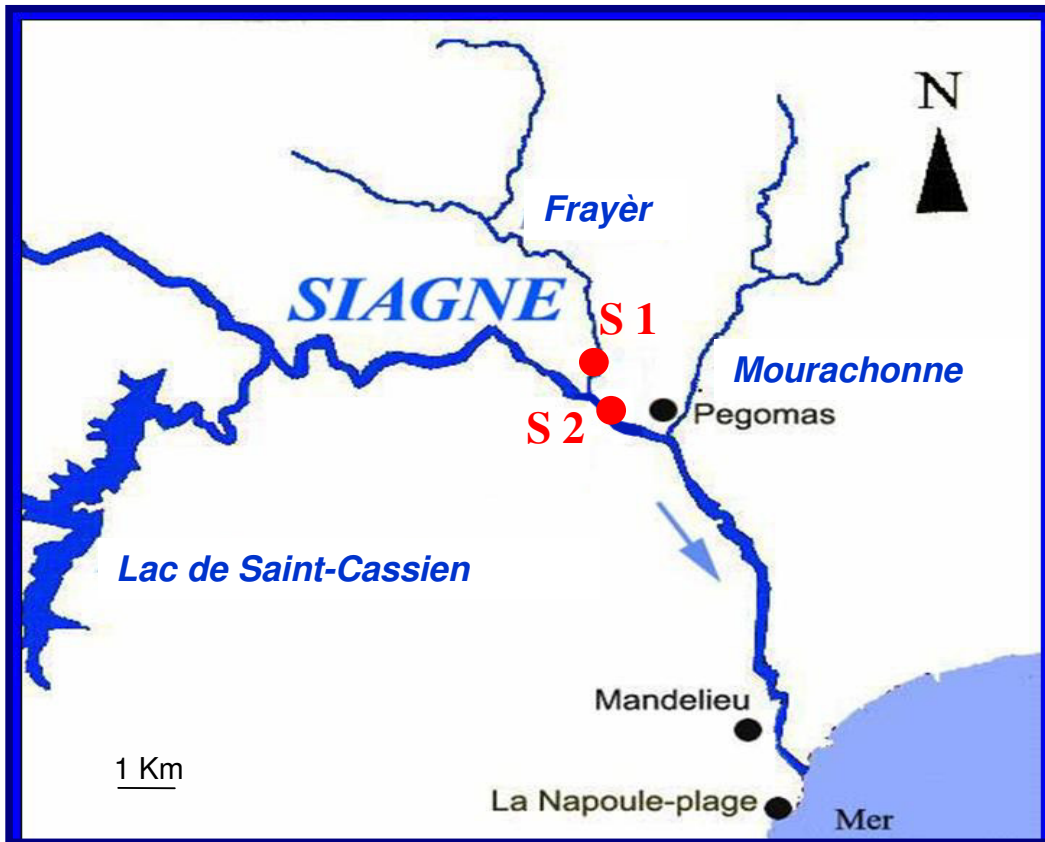 N
Frayèr
SIAGNE
S 1
Mourachonne
Pegomas
S 2
Lac de Saint-Cassien
Mandelieu
1 Km
La Napoule-plage
Mer